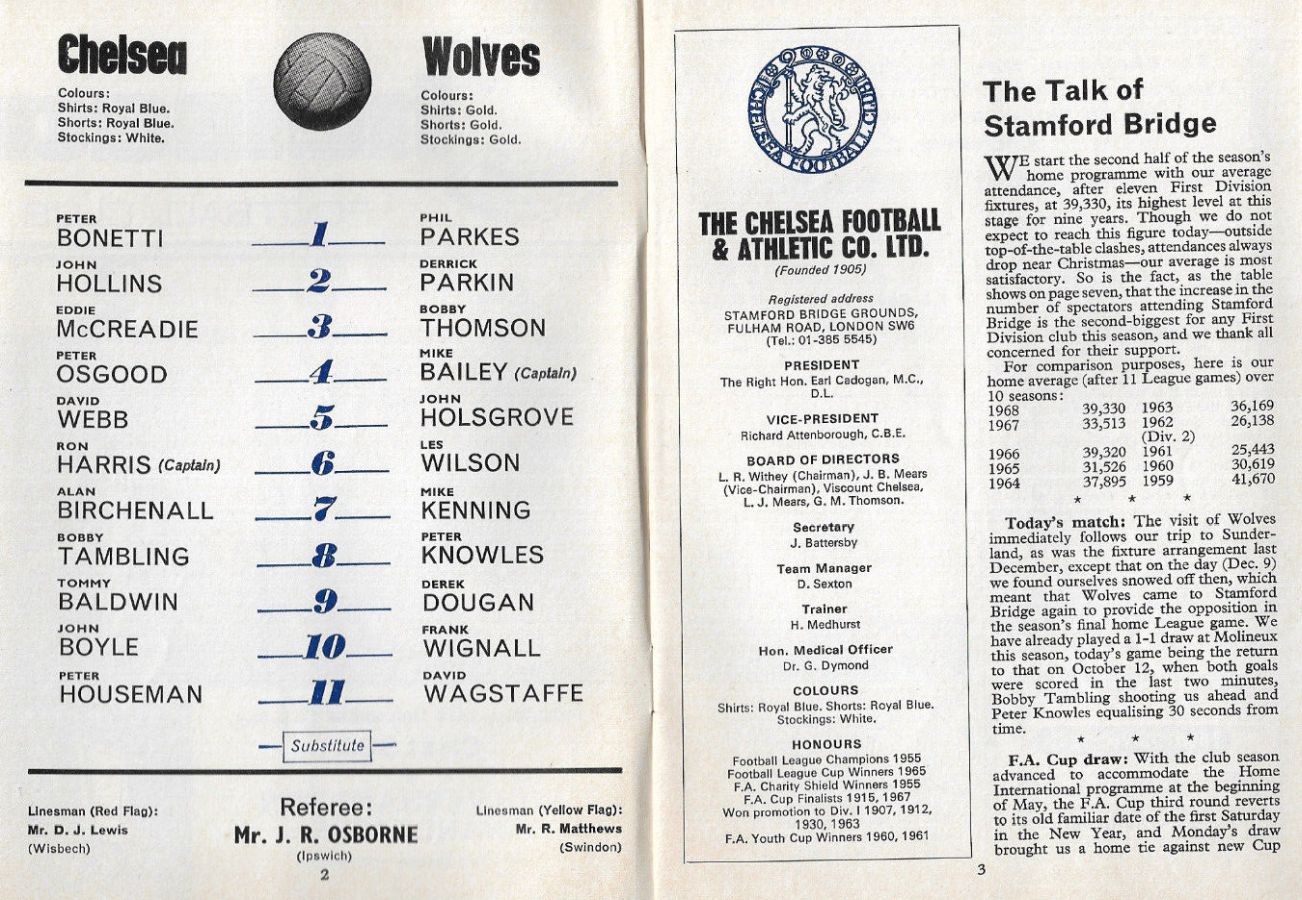 Chelsea
Colours:
Shirts: Royal Blue.
Shorts: Royal Blue.
Stockings: White.
Wolves
Colours:
Shirts: Gold.
Shorts: Gold.
Stockings: Gold.
PETER
BONETTI
1
PHIL
PARKES
JOHN
HOLLINS
2
DERRICK
PARKIN
EDDIE
McCREADIE
3
BOBBY
THOMSON
PETER
OSGOOD
4
MIKE
BAILEY (Captain)
DAVID
WEBB
5
JOHN
HOLSGROVE
RON
HARRIS (Captain)
6
LES
WILSON
ALAN
BIRCHENALL
7
MIKE
KENNING
BOBBY
TAMBLING
8
PETER
KNOWLES
TOMMY
BALDWIN
9
DEREK
DOUGAN
JOHN
BOYLE
10
FRANK
WIGNALL
PETER
HOUSEMAN
11
DAVID
WAGSTAFFE
Substitute
Linesman (Red Flag):
Mr. D. J. Lewis
(Wisbech)
Referee:
Mr. J. R. OSBORNE
(Ipswich)
Linesman (Yellow Flag):
Mr. R. Matthews
(Swindon)
2
CHELSEA FOOTBALL CLUB
THE CHELSEA FOOTBALL
& ATHLETIC CO. LTD.
(Founded 1905)
Registered address
STAMFORD BRIDGE GROUNDS,
FULHAM ROAD, LONDON SW6
(Tel.: 01-385 5545)
PRESIDENT
The Right Hon. Earl Cadogan, M.C.,
D.L.
VICE-PRESIDENT
Richard Attenborough, C.B.E.
BOARD OF DIRECTORS
L. R. Withey (Chairman), J. B. Mears
(Vice-Chairman), Viscount Chelsea,
L. J. Mears, G. M. Thomson.
Secretary
J. Battersby
Team Manager
D. Sexton
Trainer
H. Medhurst
Hon. Medical Officer
Dr. G. Dymond
COLOURS
Shirts: Royal Blue. Shorts: Royal Blue.
Stockings: White.
HONOURS
Football League Champions 1955
Football League Cup Winners 1965
F.A. Charity Shield Winners 1955
F.A. Cup Finalists 1915, 1967
Won promotion to Div. I 1907, 1912,
1930, 1963
F.A. Youth Cup Winners 1960, 1961
The Talk of
Stamford Bridge
WE start the second half of the season's
home programme with our average
attendance, after eleven First Division
fixtures, at 39,330, its highest level at this
stage for nine years. Though we do not
expect to reach this figure today—outside
top-of-the-table clashes, attendances always
drop near Christmas—our average is most
satisfactory. So is the fact, as the table
shows on page seven, that the increase in the
number of spectators attending Stamford
Bridge is the second-biggest for any First
Division club this season, and we thank all
concerned for their support.
For comparison purposes, here is our
home average (after 11 League games) over
10 seasons:
1968 39,330 1963 36,169
1967 33,513 1962 26,138
(Div. 2)
1966 39,320 1961 25,443
1965 31,526 1960 30,619
1964 37,895 1959 41,670
* * *
Today's match: The visit of Wolves
immediately follows our trip to Sunder-
land, as was the fixture arrangement last
December, except that on the day (Dec. 9)
we found ourselves snowed off then, which
meant that Wolves came to Stamford
Bridge again to provide the opposition in
the season's final home League game. We
have already played a 1-1 draw at Molineux
this season, today's game being the return
to that on October 12, when both goals
were scored in the last two minutes,
Bobby Tambling shooting us ahead and
Peter Knowles equalising 30 seconds from
time.
* * *
F.A. Cup draw: With the club season
advanced to accommodate the Home
International programme at the beginning
of May, the F.A. Cup third round reverts
to its old familiar date of the first Saturday
in the New Year, and Monday's draw
brought us a home tie against new Cup
3